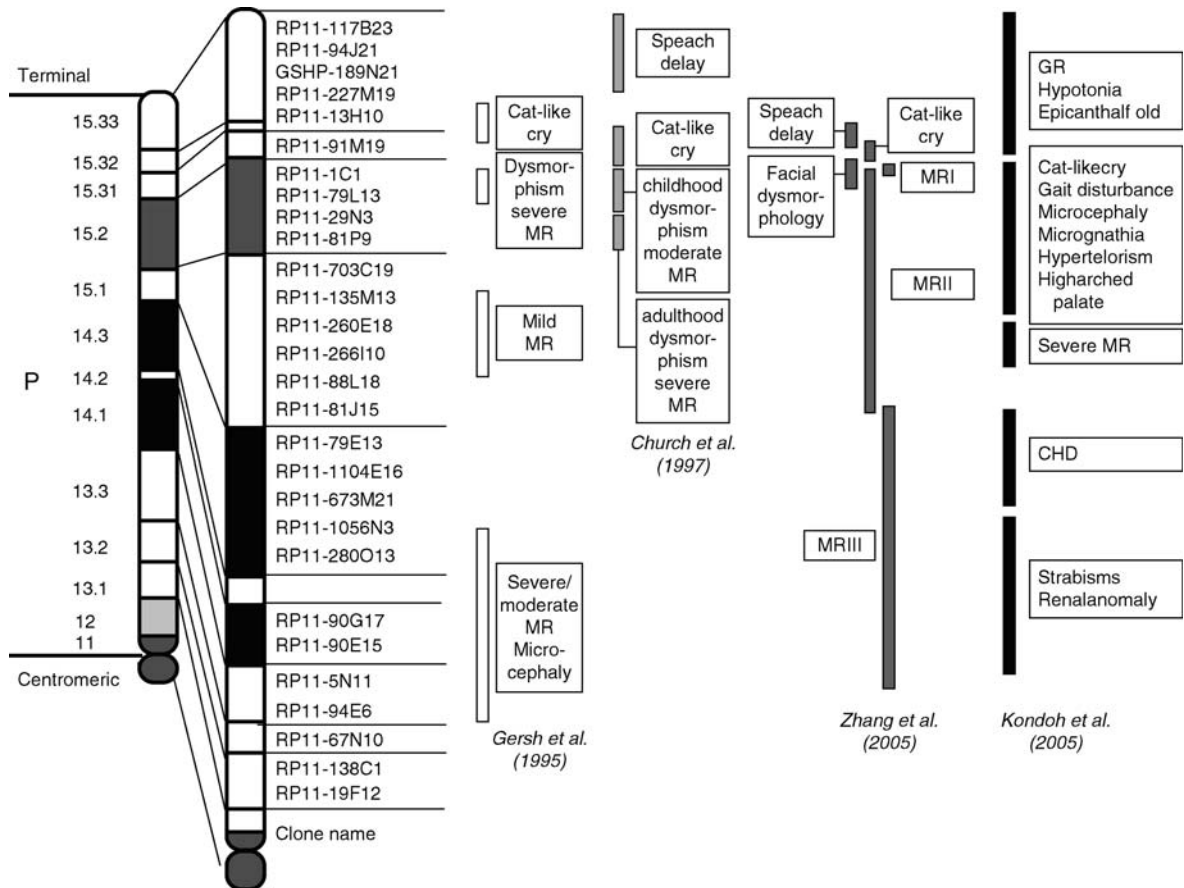 Terminal
15.33
15.32
15.31
15.2
15.1
14.3
14.2
14.1
P
13.3
13.2
13.1
12
11
Centromeric
RP11-117B23
RP11-94J21
GSHP-189N21
RP11-227M19
RP11-13H10
RP11-91M19
RP11-1C1
RP11-79L13
RP11-29N3
RP11-81P9
RP11-703C19
RP11-135M13
RP11-260E18
RP11-266I10
RP11-88L18
RP11-81J15
RP11-79E13
RP11-1104E16
RP11-673M21
RP11-1056N3
RP11-280O13
RP11-90G17
RP11-90E15
RP11-5N11
RP11-94E6
RP11-67N10
RP11-138C1
RP11-19F12
Clone name
Cat-like
cry
Dysmor-
phism
severe
MR
Mild
MR
Severe/
moderate
MR
Micro-
cephaly
Gersh et al.
(1995)
Speach
delay
Cat-like
cry
childhood
dysmor-
phism
moderate
MR
adulthood
dysmor-
phism
severe
MR
Church et al.
(1997)
Speach
delay
Facial
dysmor-
phology
Cat-like
cry
MRI
MRII
MRIII
Zhang et al.
(2005)
GR
Hypotonia
Epicanthalf old
Cat-likecry
Gait disturbance
Microcephaly
Micrognathia
Hypertelorism
Higharched
palate
Severe MR
CHD
Strabisms
Renalanomaly
Kondoh et al.
(2005)